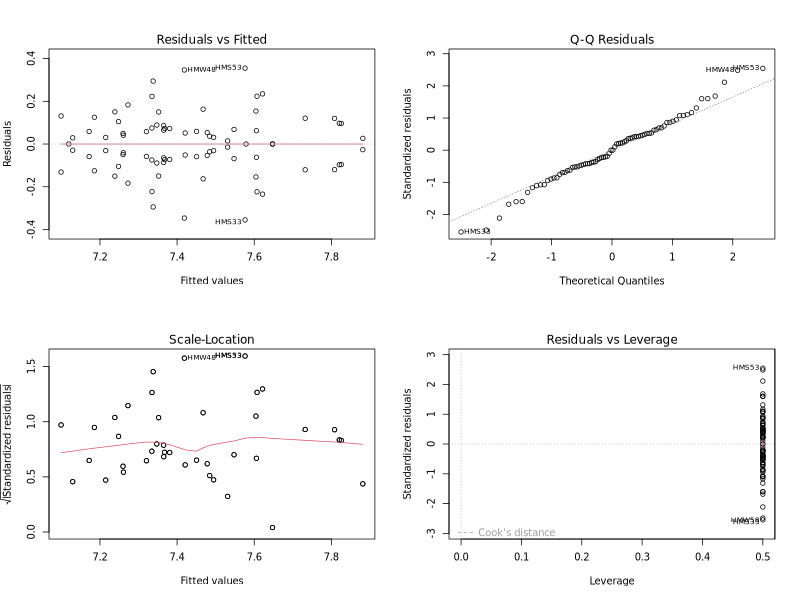 Residuals vs Fitted
Residuals
0.4
0.2
0.0
-0.2
-0.4
HMW48
HMS53
HMS33
7.2
7.4
7.6
7.8
Fitted values
Q-Q Residuals
Standardized residuals
3
2
1
0
-1
-2
HMW48
HMS53
HMS33
-2
-1
0
1
2
Theoretical Quantiles
Scale-Location
√|Standardized residuals|
1.5
1.0
0.5
0.0
HMW48
7.2
7.4
7.6
7.8
Fitted values
Residuals vs Leverage
Standardized residuals
3
2
1
0
-1
-2
-3
HMS53
HMS33
Cook's distance
0.0
0.1
0.2
0.3
0.4
0.5
Leverage